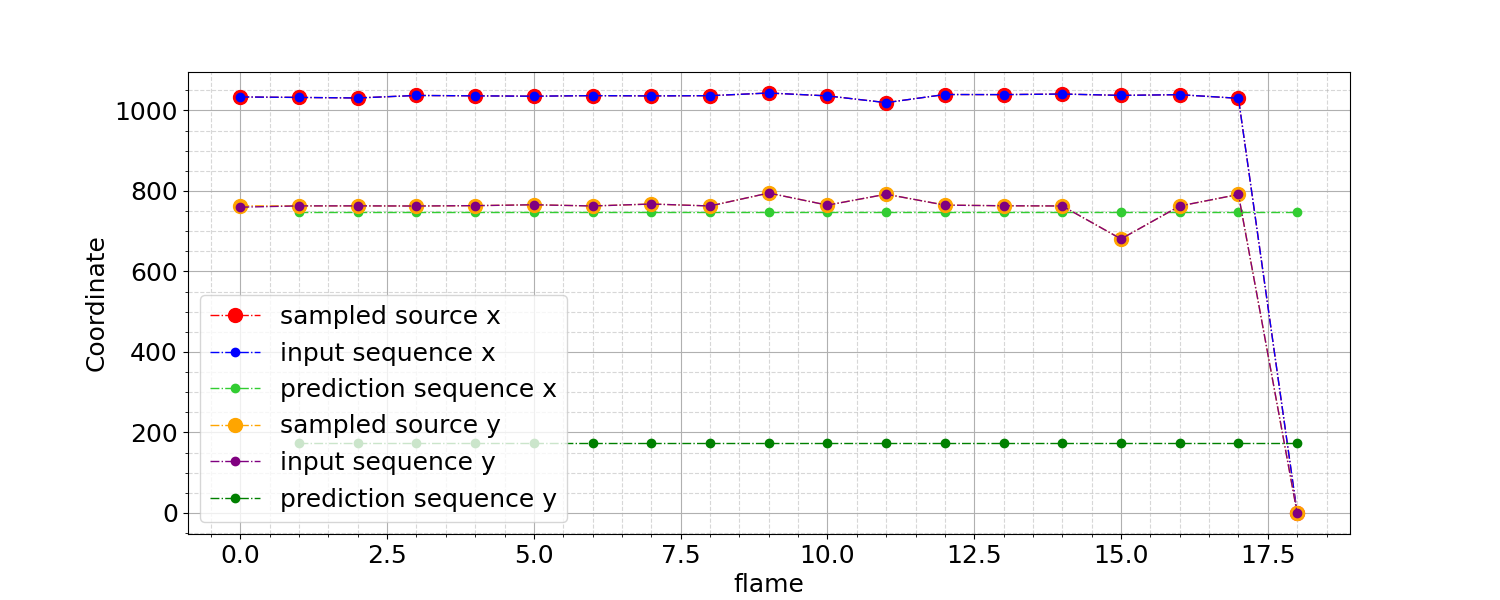 1000
800
600
400
200
0
Coordinate
sampled source x
input sequence x
prediction sequence x
sampled source y
input sequence y
prediction sequence y
0.0 2.5 5.0 7.5 10.0 12.5 15.0 17.5
flame